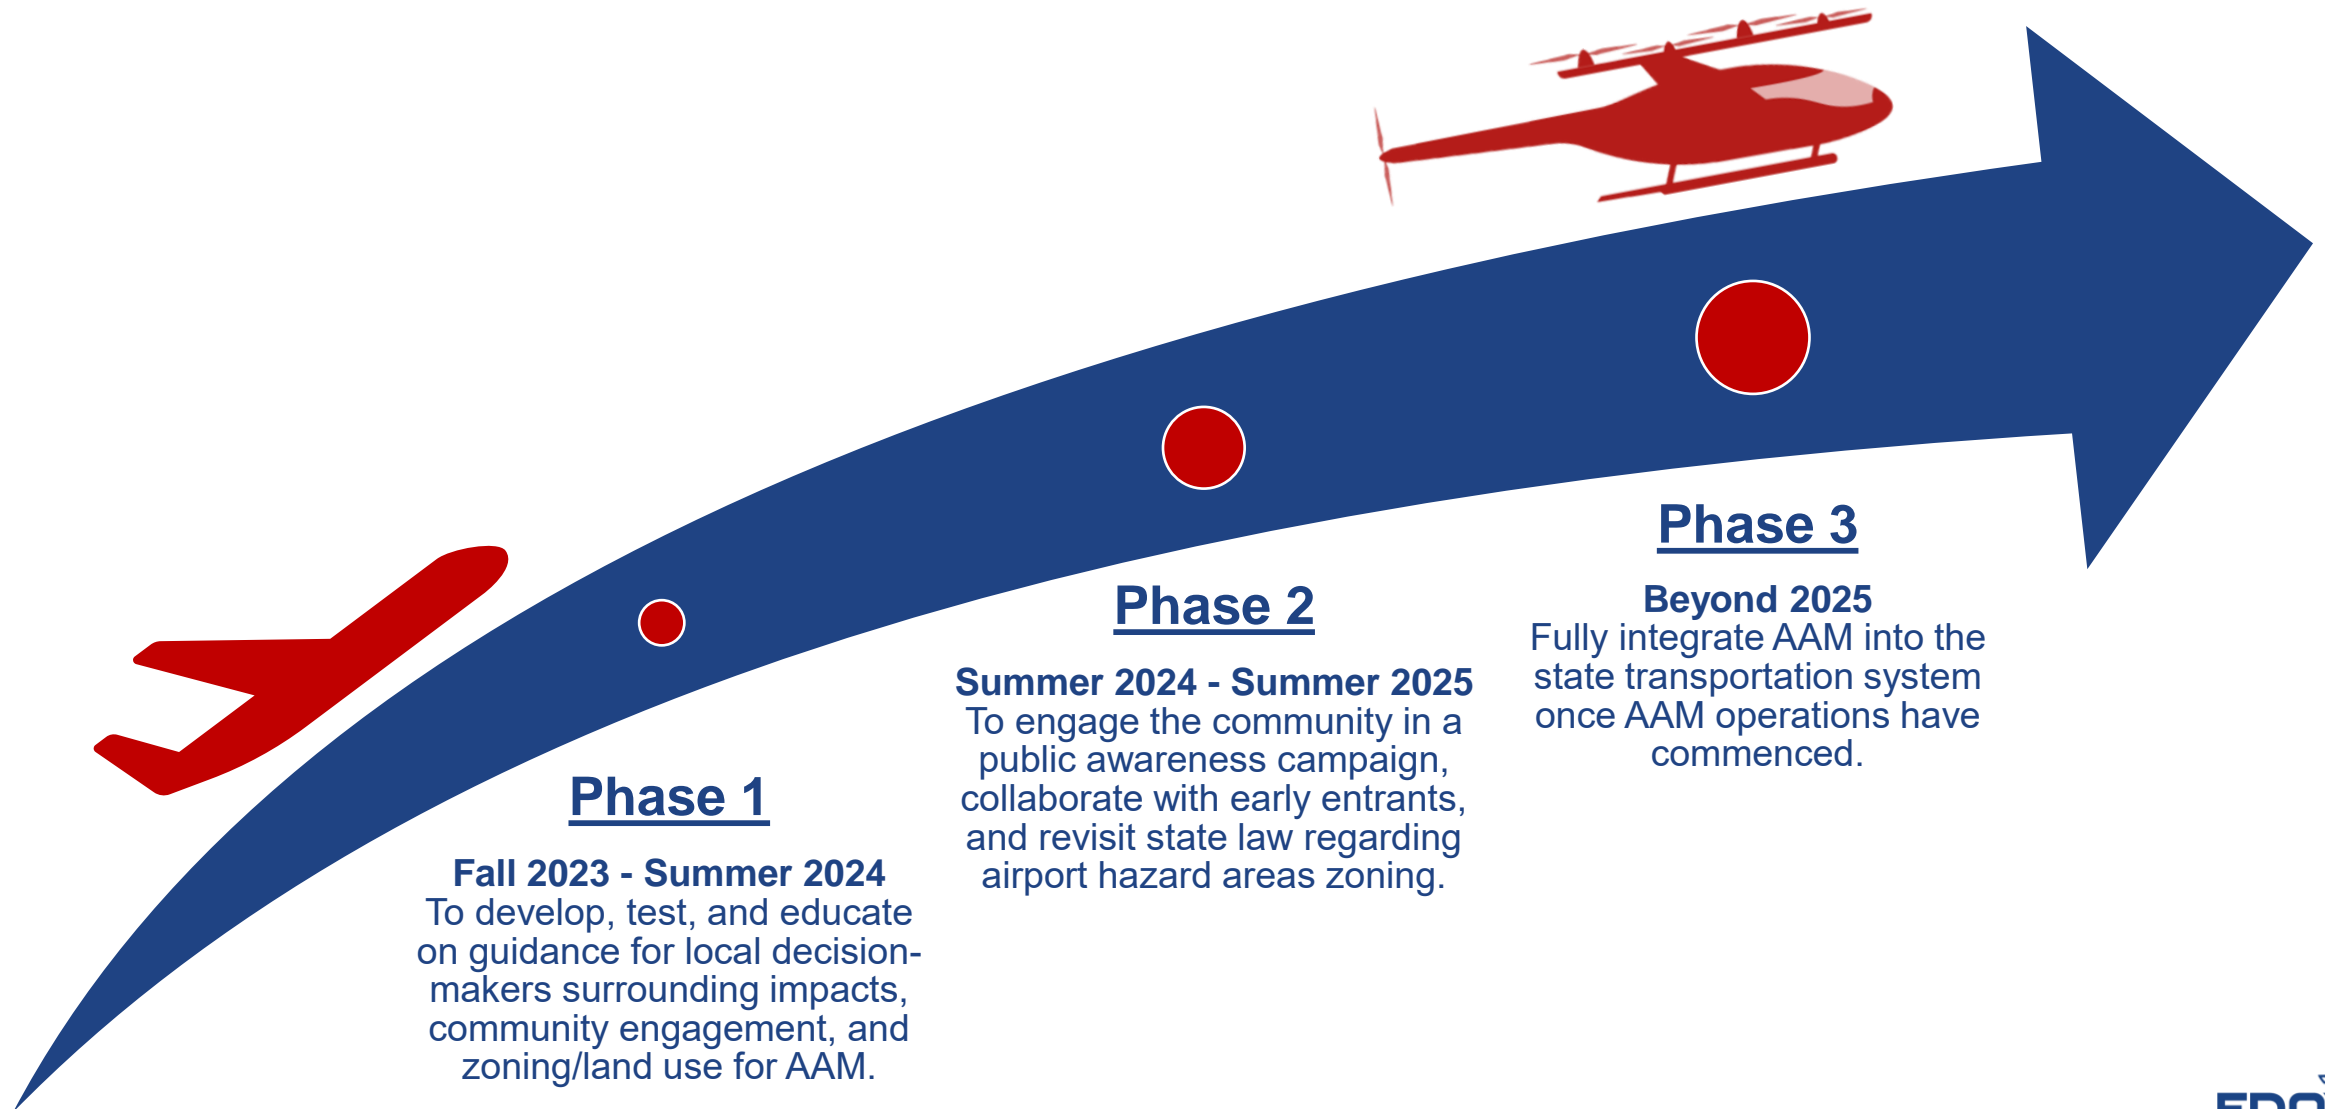 Phase 1
Fall 2023 - Summer 2024
To develop, test, and educate
on guidance for local decision-
makers surrounding impacts,
community engagement, and
zoning/land use for AAM.
Phase 2
Summer 2024 - Summer 2025
To engage the community in a
public awareness campaign,
collaborate with early entrants,
and revisit state law regarding
airport hazard areas zoning.
Phase 3
Beyond 2025
Fully integrate AAM into the
state transportation system
once AAM operations have
commenced.